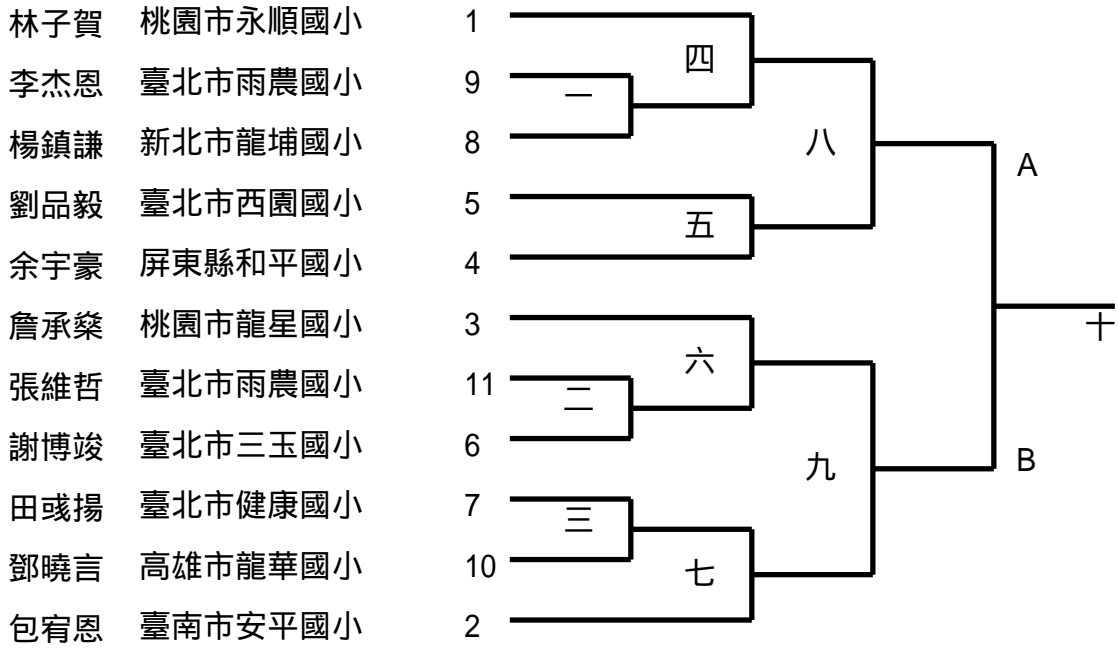 林子賀 桃園市永順國小 1
四
李杰恩 臺北市雨農國小 9
一
楊鎮謙 新北市龍埔國小 8
八
A
劉品毅 臺北市西園國小 5
五
余宇豪 屏東縣和平國小 4
詹承燊 桃園市龍星國小 3
十
六
張維哲 臺北市雨農國小 11
二
謝博竣 臺北市三玉國小 6
九
B
田彧揚 臺北市健康國小 7
三
鄧曉言 高雄市龍華國小 10
七
包宥恩 臺南市安平國小 2